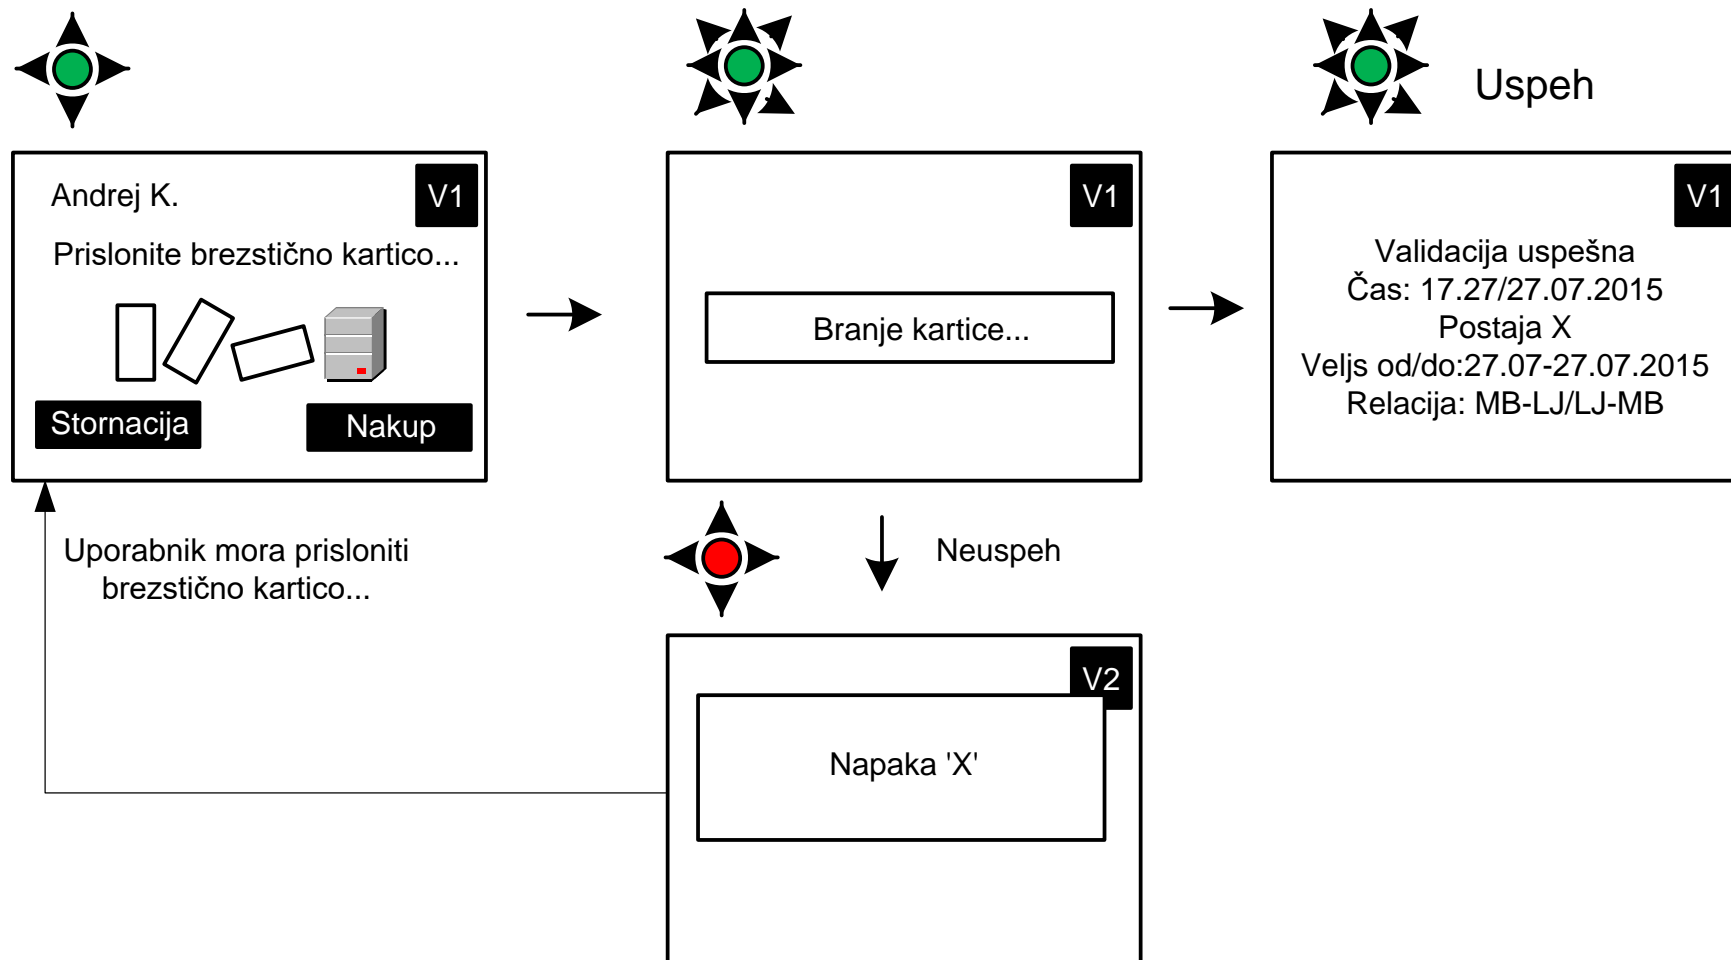 Uspeh
Andrej K.
V1
Prislonite brezstično kartico...
Stornacija
Nakup
V1
Branje kartice...
V1
Validacija uspešna
Čas: 17.27/27.07.2015
Postaja X
Veljs od/do:27.07-27.07.2015
Relacija: MB-LJ/LJ-MB
Uporabnik mora prisloniti
brezstično kartico...
Neuspeh
V2
Napaka 'X'